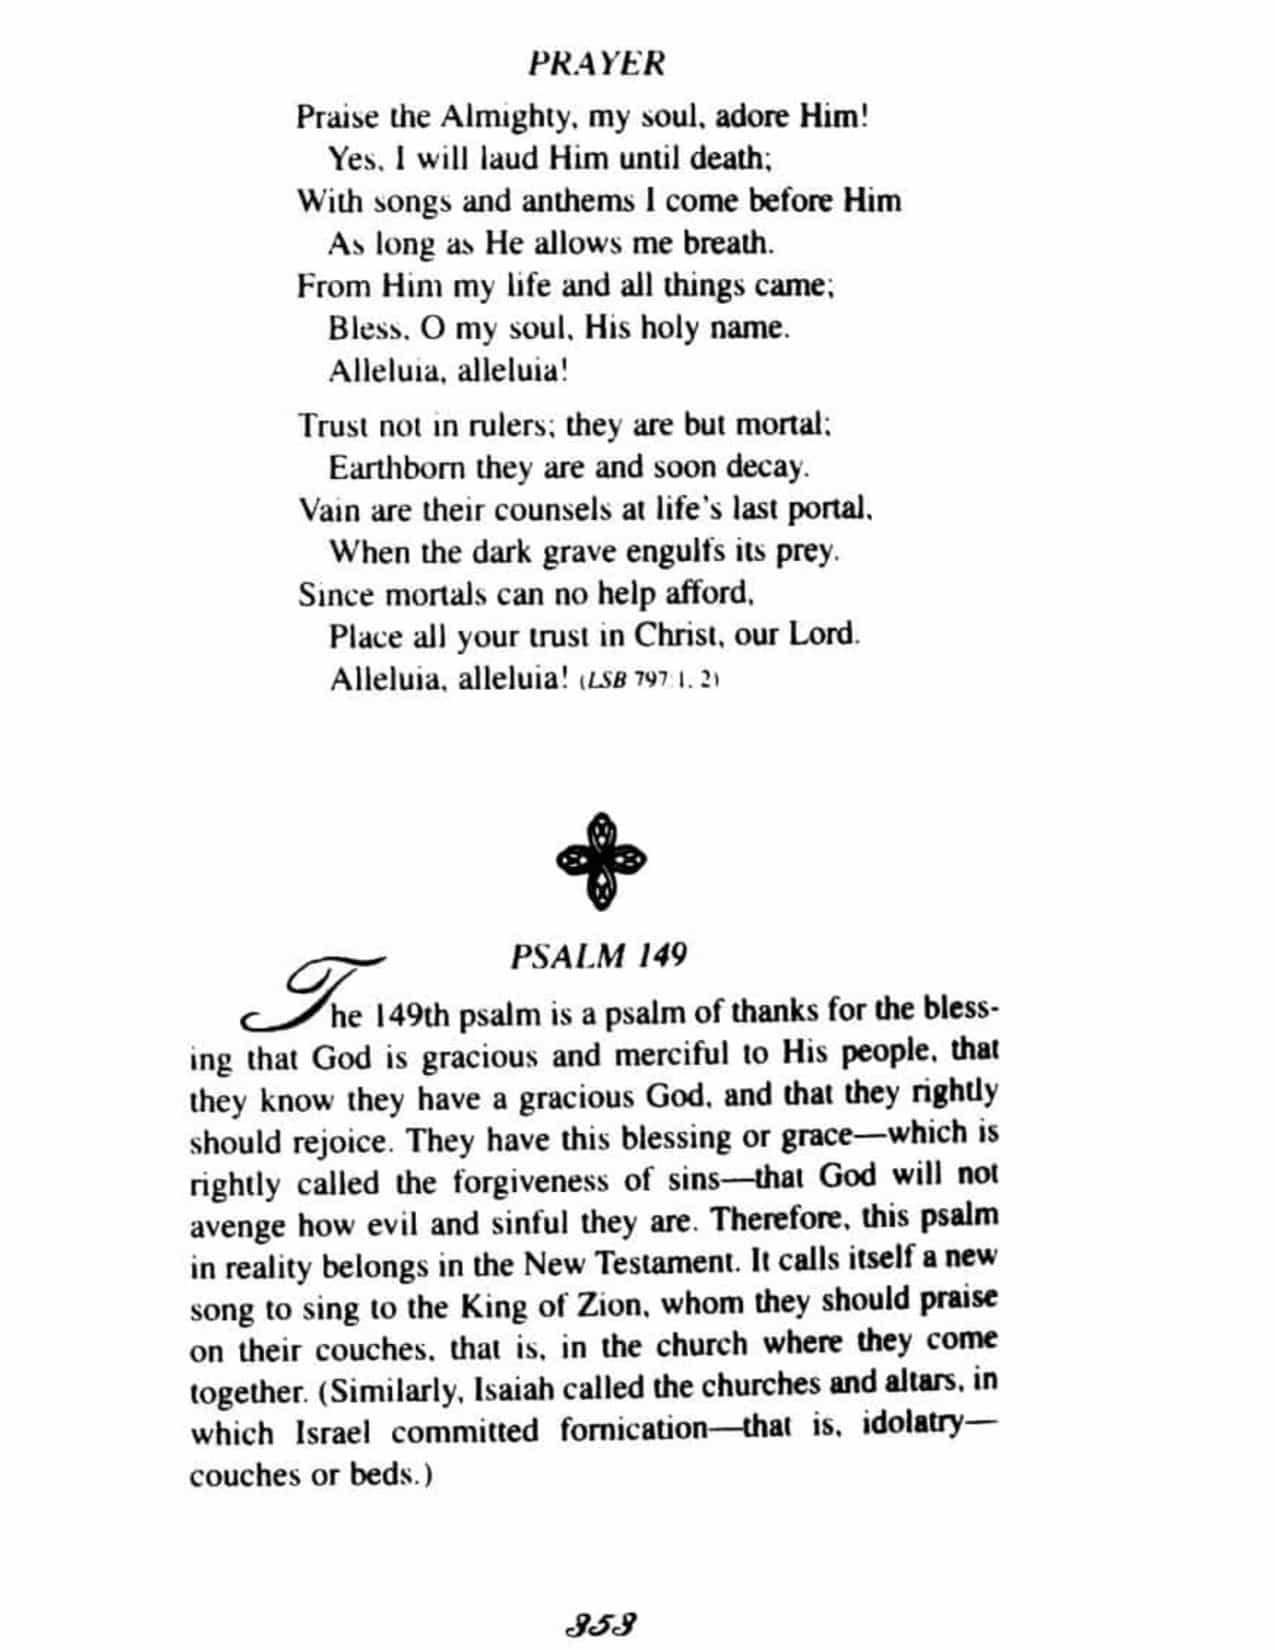 PRAYER
Praise the Almighty, my soul, adore Him!
Yes, I will laud Him until death;
With songs and anthems I come before Him
As long as He allows me breath.
From Him my life and all things came;
Bless, O my soul, His holy name.
Alleluia, alleluia!
Trust not in rulers; they are but mortal;
Earthborn they are and soon decay.
Vain are their counsels at life's last portal,
When the dark grave engulfs its prey.
Since mortals can no help afford,
Place all your trust in Christ, our Lord.
Alleluia, alleluia! (LSB 797:1, 2)
PSALM 149
The 149th psalm is a psalm of thanks for the bless-
ing that God is gracious and merciful to His people, that
they know they have a gracious God, and that they rightly
should rejoice. They have this blessing or grace—which is
rightly called the forgiveness of sins—that God will not
avenge how evil and sinful they are. Therefore, this psalm
in reality belongs in the New Testament. It calls itself a new
song to sing to the King of Zion, whom they should praise
on their couches, that is, in the church where they come
together. (Similarly, Isaiah called the churches and altars, in
which Israel committed fornication—that is, idolatry—
couches or beds.)
353